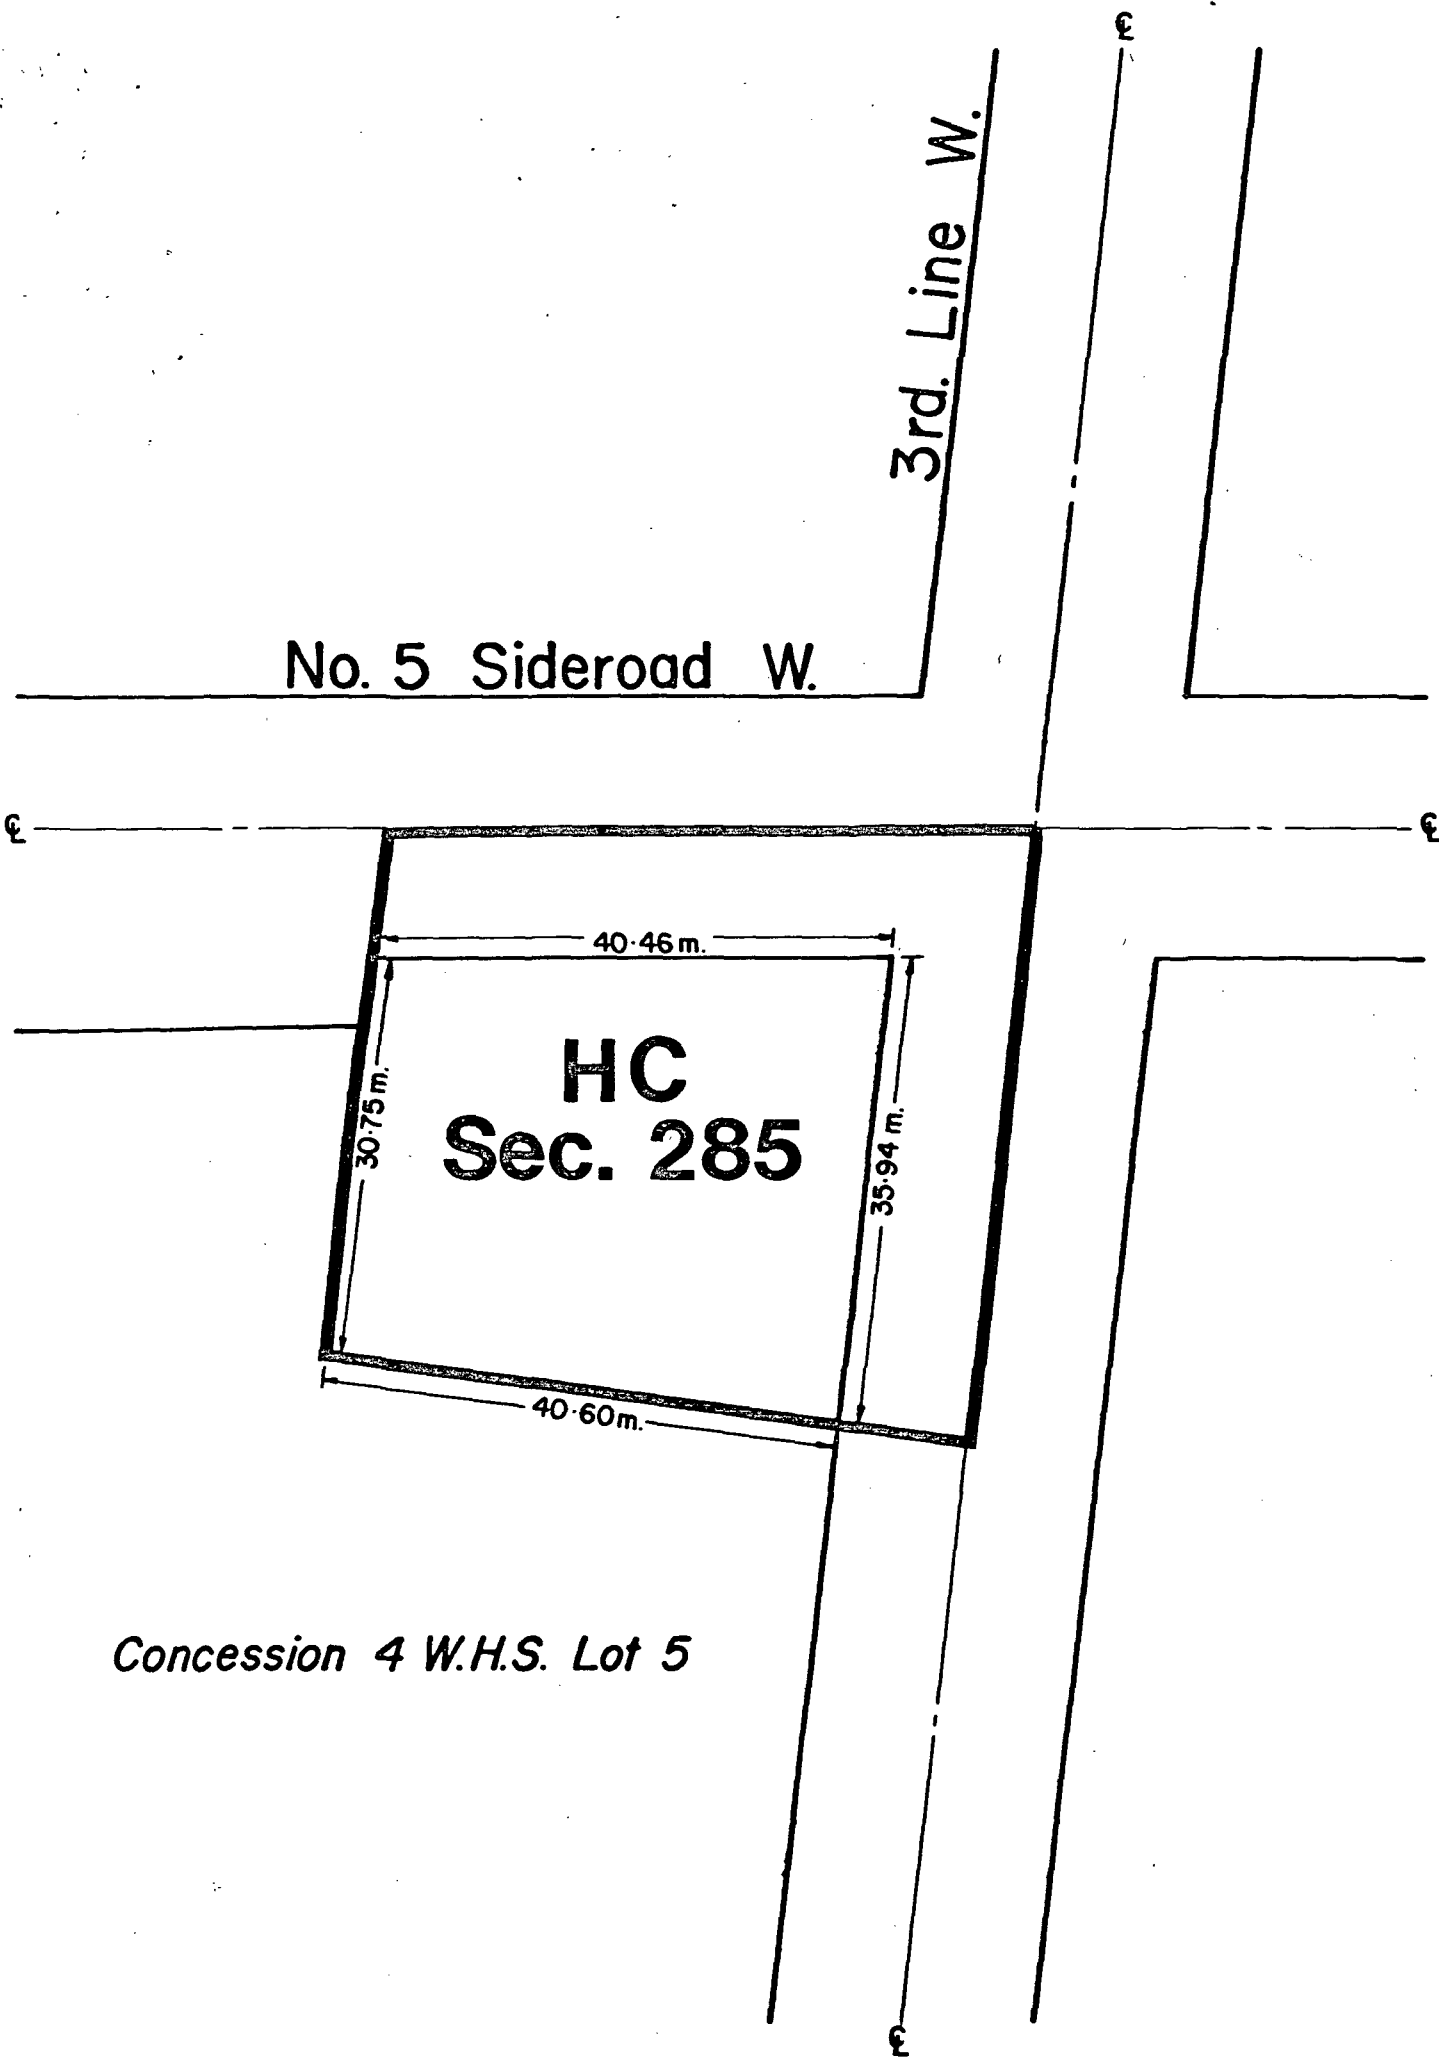 ℄
3rd. Line W.
No. 5 Sideroad W.
℄
℄
40.46 m.
HC
Sec. 285
30.75 m.
35.94 m.
40.60 m.
Concession 4 W.H.S. Lot 5
℄